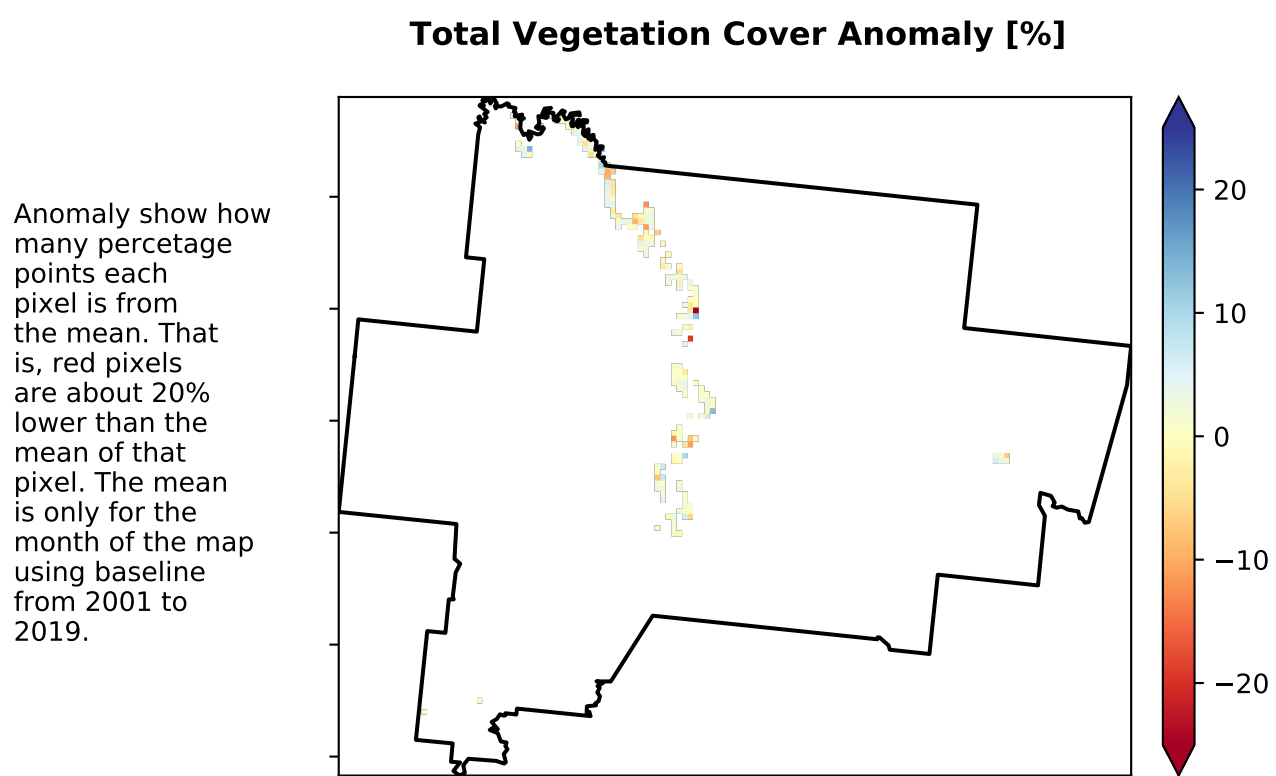 Total Vegetation Cover Anomaly [%]
Anomaly show how
many percetage
points each
pixel is from
the mean. That
is, red pixels
are about 20%
lower than the
mean of that
pixel. The mean
is only for the
month of the map
using baseline
from 2001 to
2019.
20
10
0
−10
−20